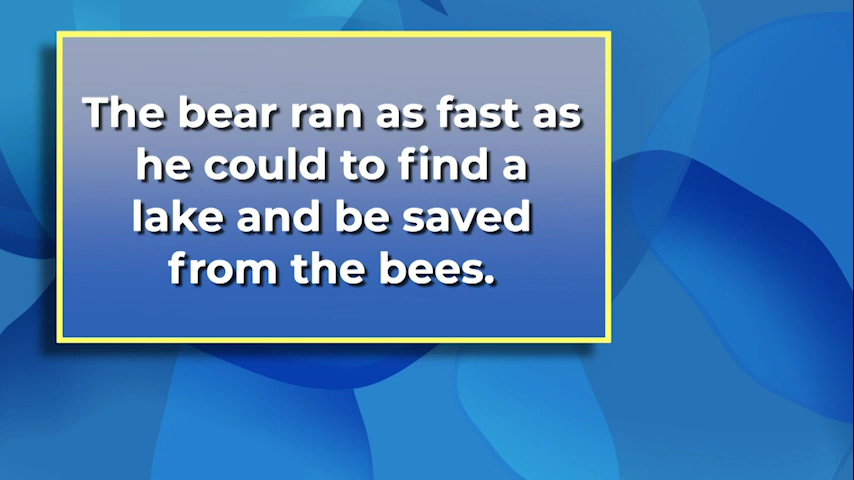 The bear ran as fast as
he could to find a
lake and be saved
from the bees.